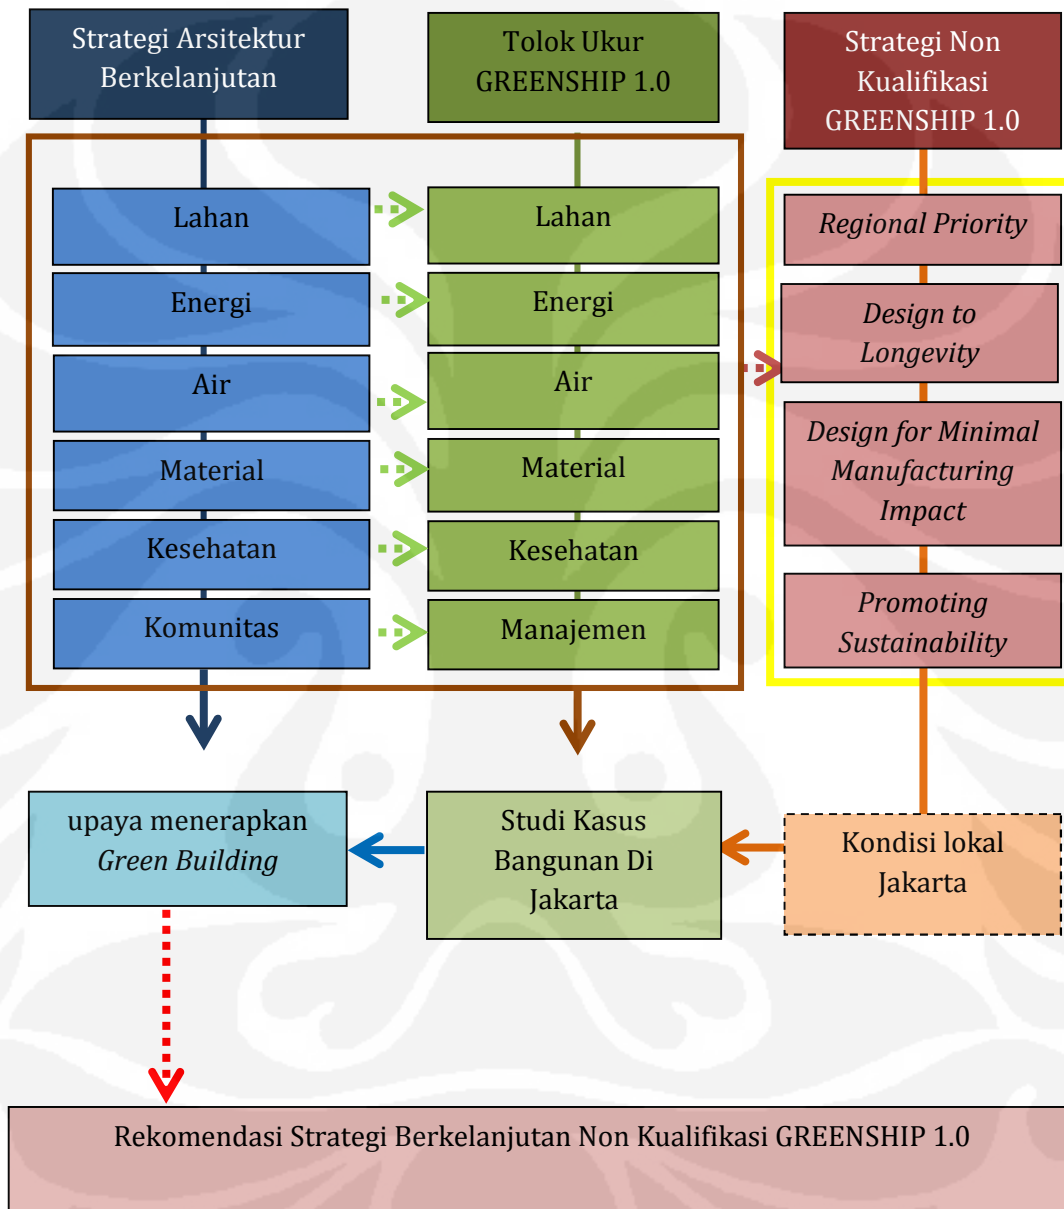 Strategi Arsitektur
Berkelanjutan
Tolok Ukur
GREENSHIP 1.0
Strategi Non
Kualifikasi
GREENSHIP 1.0
Lahan
Energi
Air
Material
Kesehatan
Komunitas
Lahan
Energi
Air
Material
Kesehatan
Manajemen
Regional Priority
Design to
Longevity
Design for Minimal
Manufacturing
Impact
Promoting
Sustainability
upaya menerapkan
Green Building
Studi Kasus
Bangunan Di
Jakarta
Kondisi lokal
Jakarta
Rekomendasi Strategi Berkelanjutan Non Kualifikasi GREENSHIP 1.0